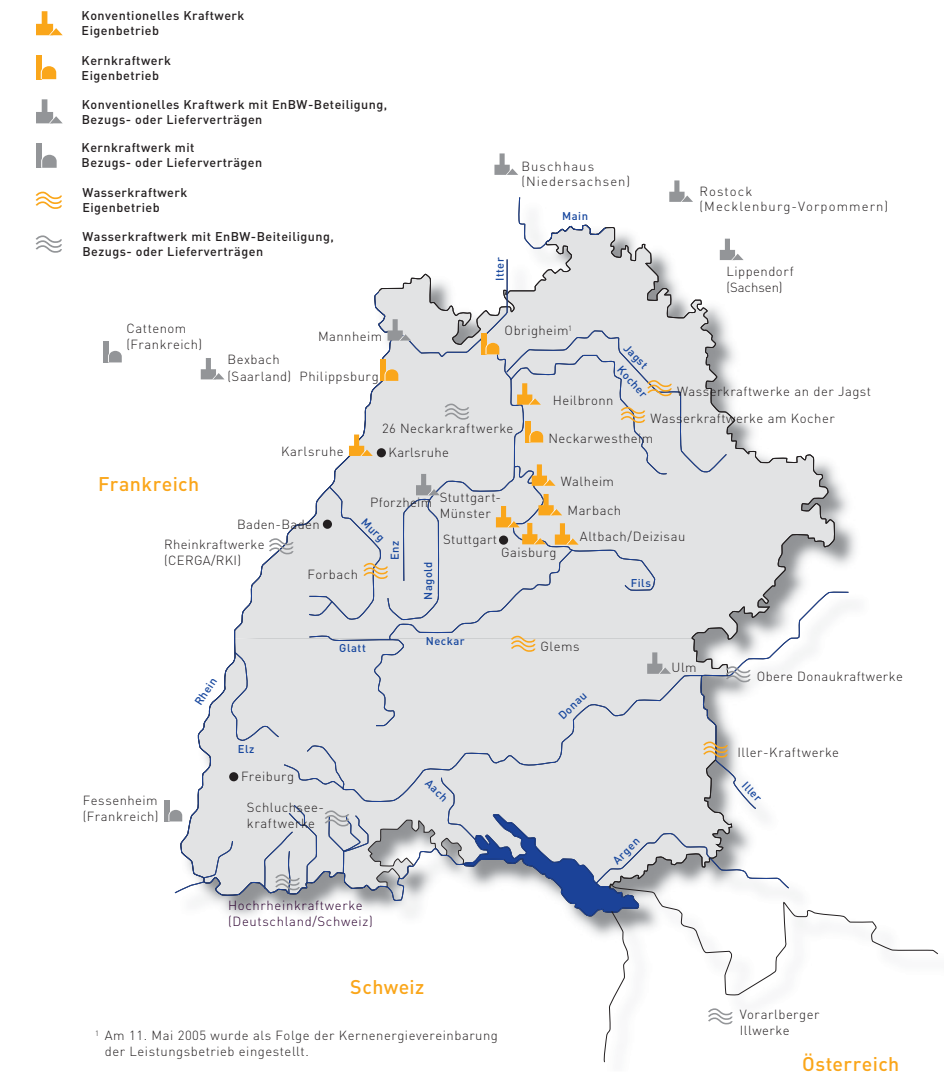 Konventionelles Kraftwerk
Eigenbetrieb
Kernkraftwerk
Eigenbetrieb
Konventionelles Kraftwerk mit EnBW-Beteiligung,
Bezugs- oder Lieferverträgen
Kernkraftwerk mit
Bezugs- oder Lieferverträgen
Wasserkraftwerk
Eigenbetrieb
Wasserkraftwerk mit EnBW-Beiteiligung,
Bezugs- oder Lieferverträgen
Buschhaus
(Niedersachsen)
Rostock
(Mecklenburg-Vorpommern)
Main
Lippendorf
(Sachsen)
Itter
Cattenom
(Frankreich)
Mannheim
Obrigheim¹
Bexbach
(Saarland)
Philippsburg
Jagst
Kocher
Wasserkraftwerke an der Jagst
Heilbronn
Wasserkraftwerke am Kocher
26 Neckarkraftwerke
Neckarwestheim
Karlsruhe
Karlsruhe
Frankreich
Walheim
Pforzheim
Stuttgart-
Münster
Marbach
Baden-Baden
Murg
Enz
Stuttgart
Gaisburg
Altbach/Deizisau
Rheinkraftwerke
(CERGA/RKI)
Forbach
Nagold
Fils
Glatt
Neckar
Glems
Ulm
Obere Donaukraftwerke
Rhein
Donau
Elz
Iller-Kraftwerke
Freiburg
Aach
Iller
Fessenheim
(Frankreich)
Schluchsee-
kraftwerke
Argen
Hochrheinkraftwerke
(Deutschland/Schweiz)
Schweiz
Vorarlberger
Illwerke
¹ Am 11. Mai 2005 wurde als Folge der Kernenergievereinbarung
der Leistungsbetrieb eingestellt.
Österreich